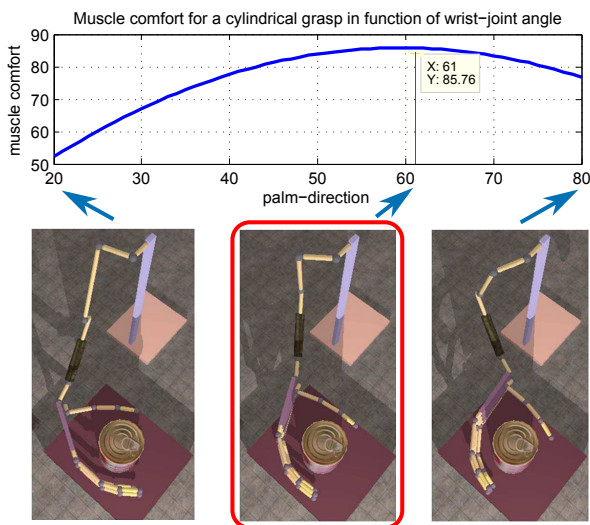 Muscle comfort for a cylindrical grasp in function of wrist−joint angle
muscle comfort
90
80
70
60
50
X: 61
Y: 85.76
20
30
40
50
60
70
80
palm−direction